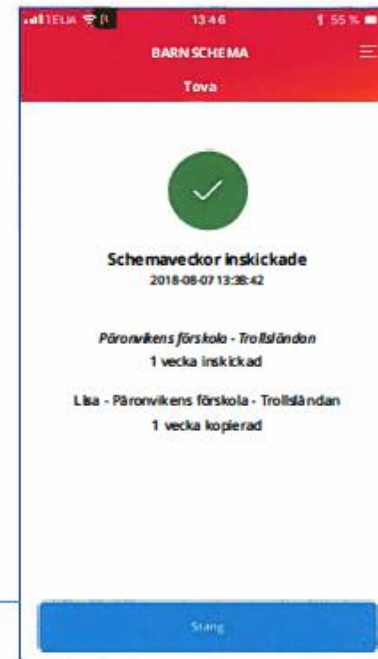 TELIA 13:46 55 %
BARNSCHEMA
Tova
Schemaveckor inskickade
2018-08-07 13:38:42
Päronvikens förskola - Trollsländan
1 vecka inskickad
Lisa - Päronvikens förskola - Trollsländan
1 vecka kopierad
Stäng